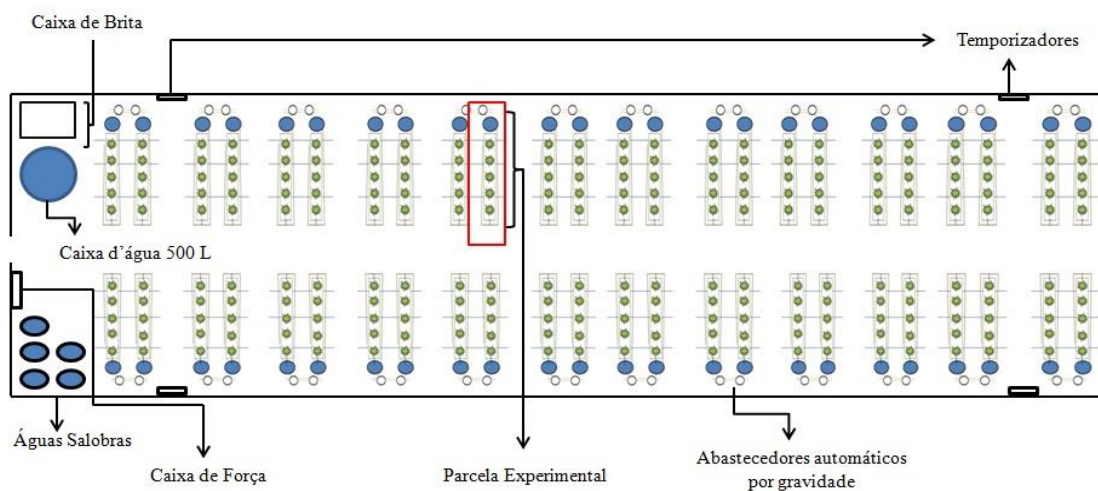 Caixa de Brita
Temporizadores
Caixa d'água 500 L
Águas Salobras
Caixa de Força
Parcela Experimental
Abastecedores automáticos
por gravidade